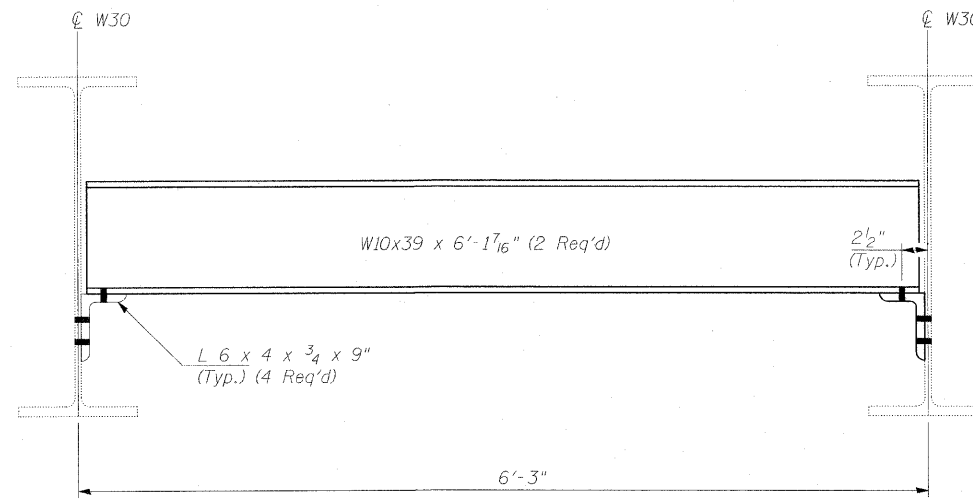 ℄ W30
℄ W30
W10x39 x 6'-1 7/16" (2 Req'd)
2 1/2"
(Typ.)
L 6 x 4 x 3/4 x 9"
(Typ.) (4 Req'd)
6'-3"